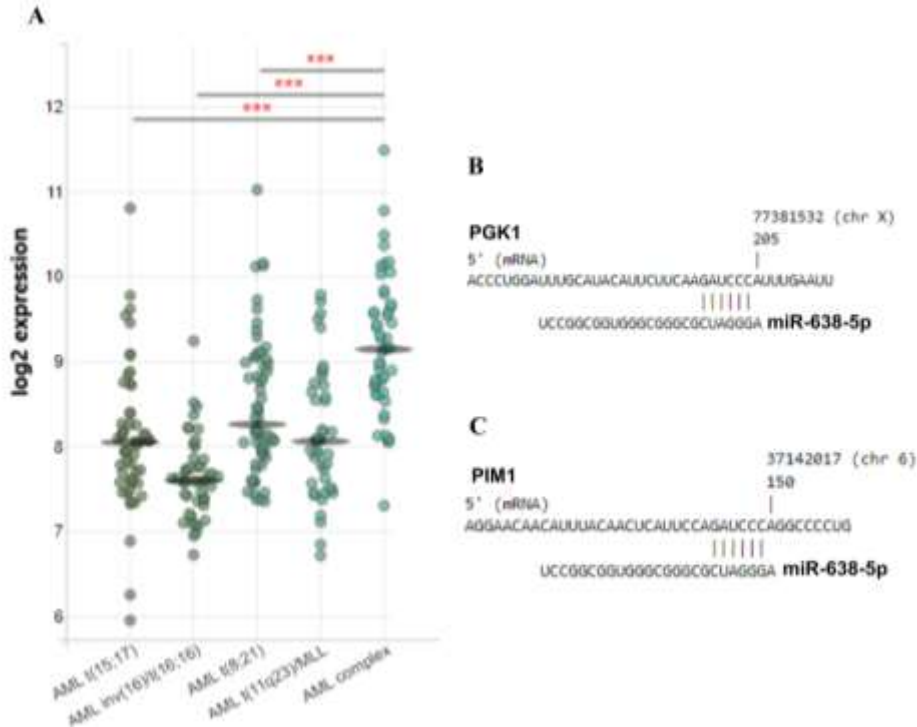 A
***
***
***
12
11
10
9
8
7
6
log2 expression
AML t(15;17)
AML inv(16)/t(16;16)
AML t(8;21)
AML t(11q23)/MLL
AML complex
B
77381532 (chr X)
PGK1
205
5' (mRNA)
ACCCUGGAUUUGCAUACAUUCUUCAAGAUCCCAUUUGAAUU
UCCGGCGGUGGGCGGGCGCUAGGGA miR-638-5p
C
37142017 (chr 6)
PIM1
150
5' (mRNA)
AGGAACAACAUUUACAACUCAUUCCAGAUCCCAGGCCCCUG
UCCGGCGGUGGGCGGGCGCUAGGGA miR-638-5p